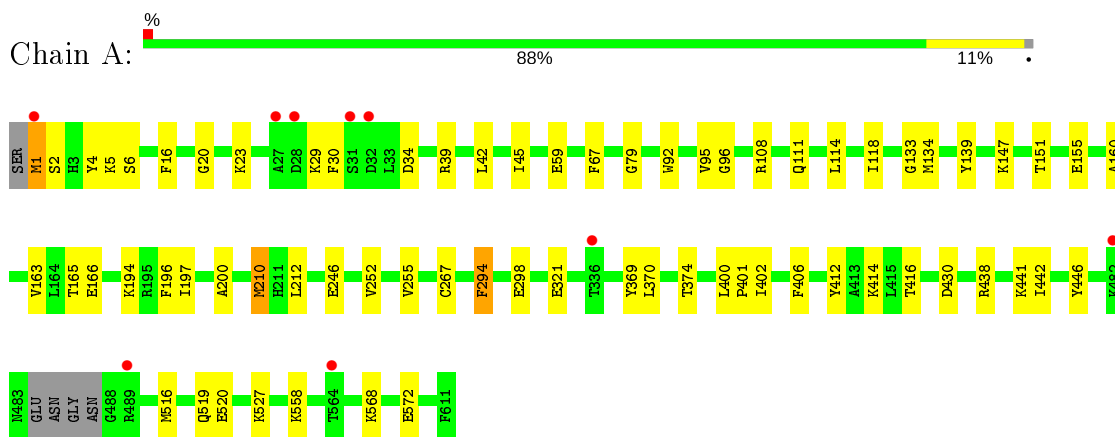 %
Chain A:
88%
11%
•
SER M1 S2 H3 Y4 K5 S6 F16 G20 K23 A27 D28 K29 F30 S31 D32 L33 D34 R39 L42 I45 E59 F67 G79 W92 V95 G96 R108 Q111 L114 I118 G133 M134 Y139 K147 T151 E155 A160
V163 L164 T165 E166 K194 R195 F196 I197 A200 M210 H211 L212 E246 V252 V255 C267 F294 E298 E321 T336 Y369 L370 T374 L400 P401 I402 F406 Y412 A413 K414 L415 T416 D430 R438 K441 I442 Y446 K482
N483 GLU ASN GLY ASN G488 R489 M516 Q519 E520 K527 K558 T564 K568 E572 F611